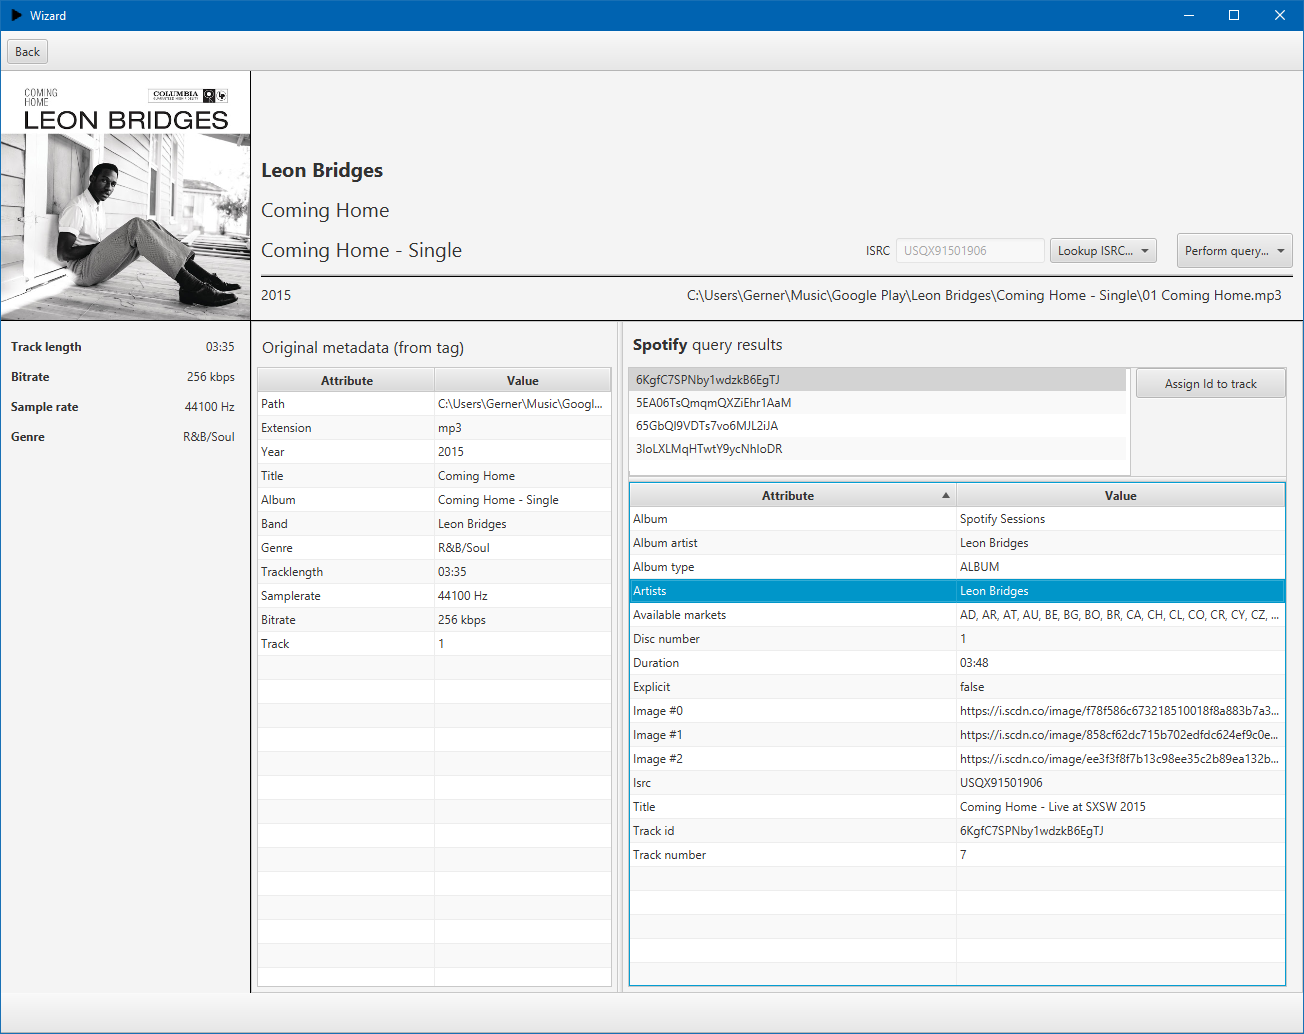 Wizard
Back
COMING
HOME
COLUMBIA
LEON BRIDGES
Leon Bridges
Coming Home
Coming Home - Single
ISRC USQX91501906 Lookup ISRC... Perform query...
2015 C:\Users\Gerner\Music\Google Play\Leon Bridges\Coming Home - Single\01 Coming Home.mp3
Track length 03:35
Bitrate 256 kbps
Sample rate 44100 Hz
Genre R&B/Soul
Original metadata (from tag)
Attribute Value
Path C:\Users\Gerner\Music\Googl...
Extension mp3
Year 2015
Title Coming Home
Album Coming Home - Single
Band Leon Bridges
Genre R&B/Soul
Tracklength 03:35
Samplerate 44100 Hz
Bitrate 256 kbps
Track 1
Spotify query results
6KgfC7SPNby1wdzkB6EgTJ
5EA06TsQmqmQXZiEhr1AaM
Assign Id to track
Attribute Value
Album Spotify Sessions
Album artist Leon Bridges
Album type ALBUM
Artists Leon Bridges
Available markets AD, AR, AT, AU, BE, BG, BO, BR, CA, CH, CL, CO, CR, CY, CZ, ...
Disc number 1
Duration 03:48
Explicit false
Image #0 https://i.scdn.co/image/f78f586c673218510018f8a883b7a3...
Image #1 https://i.scdn.co/image/858cf62dc715b702edfdc624ef9c0e...
Image #2 https://i.scdn.co/image/ee3f3f8f7b13c98ee35c2b89ea132b...
Isrc USQX91501906
Title Coming Home - Live at SXSW 2015
Track id 6KgfC7SPNby1wdzkB6EgTJ
Track number 7